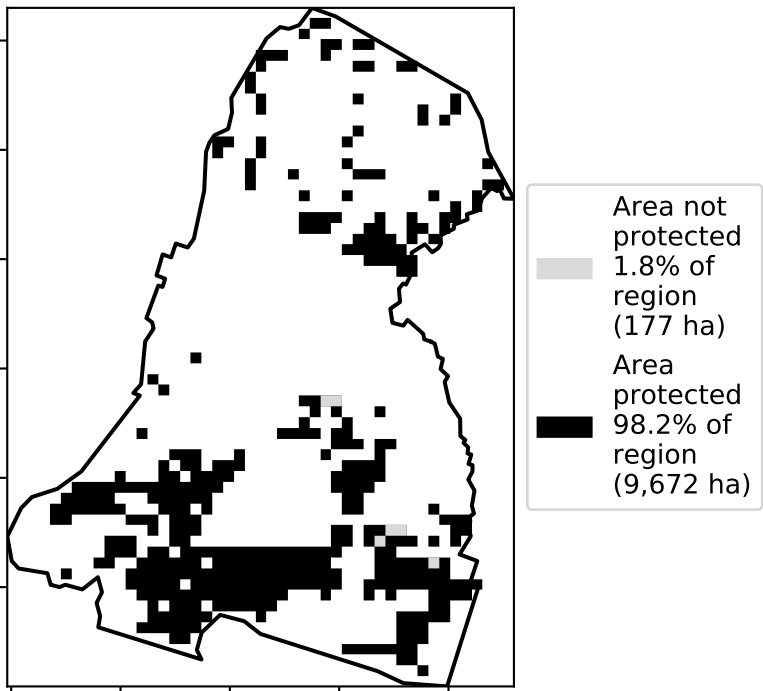 Area not
protected
1.8% of
region
(177 ha)
Area
protected
98.2% of
region
(9,672 ha)